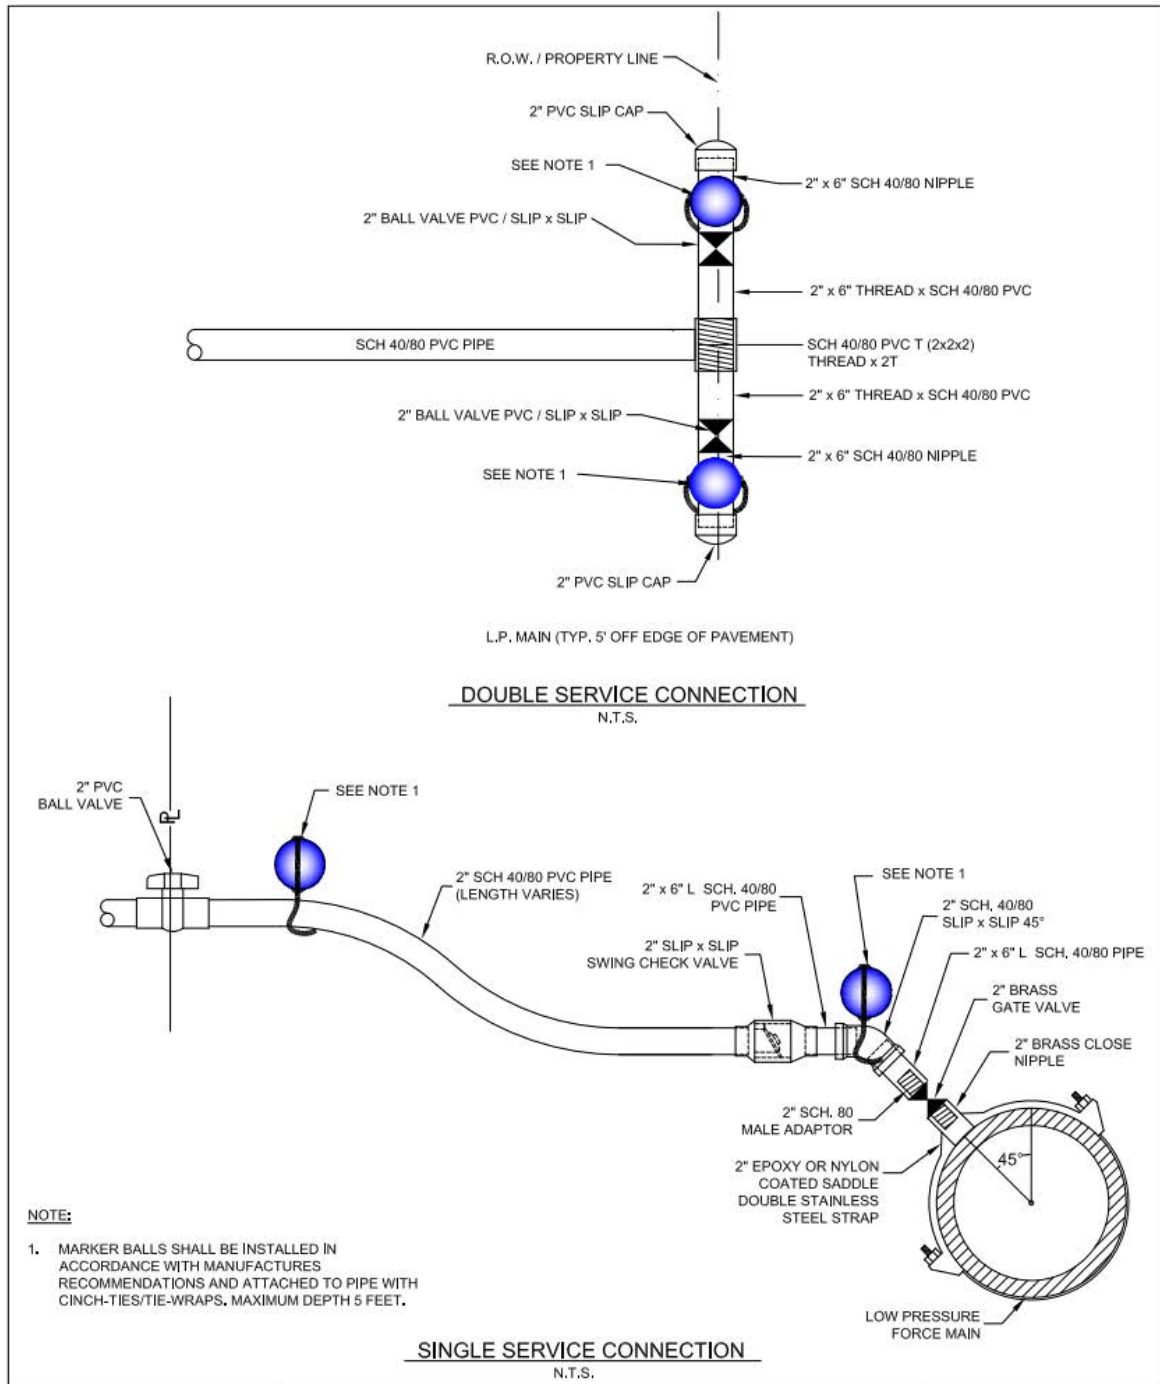 R.O.W. / PROPERTY LINE
2" PVC SLIP CAP
SEE NOTE 1
2" x 6" SCH 40/80 NIPPLE
2" BALL VALVE PVC / SLIP x SLIP
2" x 6" THREAD x SCH 40/80 PVC
SCH 40/80 PVC PIPE
SCH 40/80 PVC T (2x2x2)
THREAD x 2T
2" x 6" THREAD x SCH 40/80 PVC
2" BALL VALVE PVC / SLIP x SLIP
2" x 6" SCH 40/80 NIPPLE
SEE NOTE 1
2" PVC SLIP CAP
L.P. MAIN (TYP. 5' OFF EDGE OF PAVEMENT)
DOUBLE SERVICE CONNECTION
N.T.S.
2" PVC
BALL VALVE
PL
SEE NOTE 1
2" SCH 40/80 PVC PIPE
(LENGTH VARIES)
2" x 6" L SCH. 40/80
PVC PIPE
SEE NOTE 1
2" SCH. 40/80
SLIP x SLIP 45°
2" SLIP x SLIP
SWING CHECK VALVE
2" x 6" L SCH. 40/80 PIPE
2" BRASS
GATE VALVE
2" BRASS CLOSE
NIPPLE
2" SCH. 80
MALE ADAPTOR
45°
2" EPOXY OR NYLON
COATED SADDLE
DOUBLE STAINLESS
STEEL STRAP
LOW PRESSURE
FORCE MAIN
NOTE:
1. MARKER BALLS SHALL BE INSTALLED IN
ACCORDANCE WITH MANUFACTURES
RECOMMENDATIONS AND ATTACHED TO PIPE WITH
CINCH-TIES/TIE-WRAPS. MAXIMUM DEPTH 5 FEET.
SINGLE SERVICE CONNECTION
N.T.S.